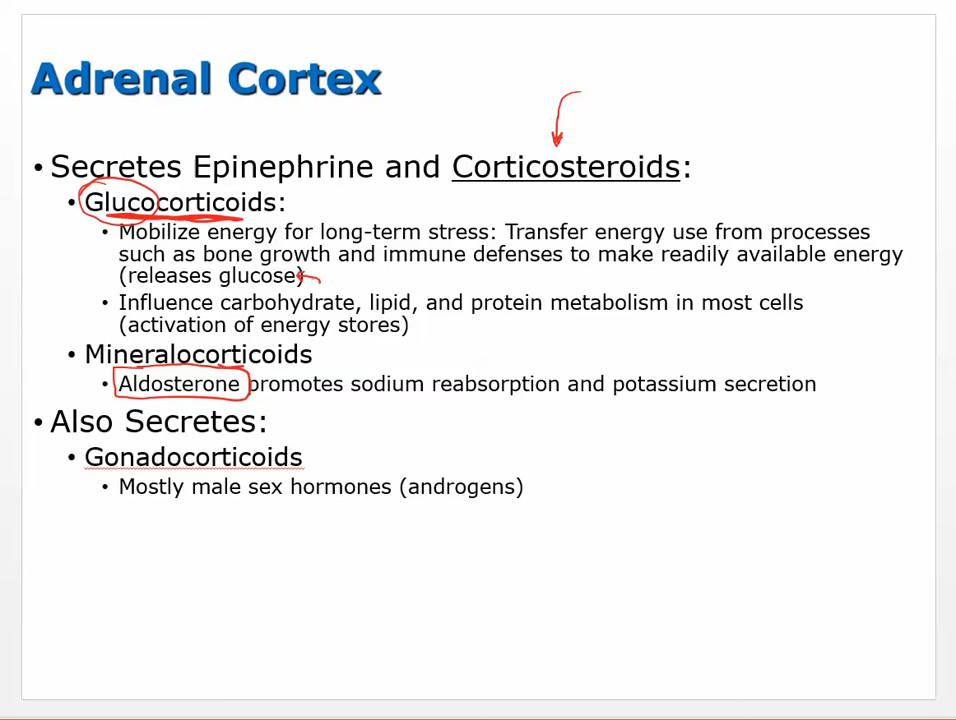 Adrenal Cortex
• Secretes Epinephrine and Corticosteroids:
• Glucocorticoids:
• Mobilize energy for long-term stress: Transfer energy use from processes
such as bone growth and immune defenses to make readily available energy
(releases glucose)
• Influence carbohydrate, lipid, and protein metabolism in most cells
(activation of energy stores)
• Mineralocorticoids
• Aldosterone promotes sodium reabsorption and potassium secretion
• Also Secretes:
• Gonadocorticoids
• Mostly male sex hormones (androgens)